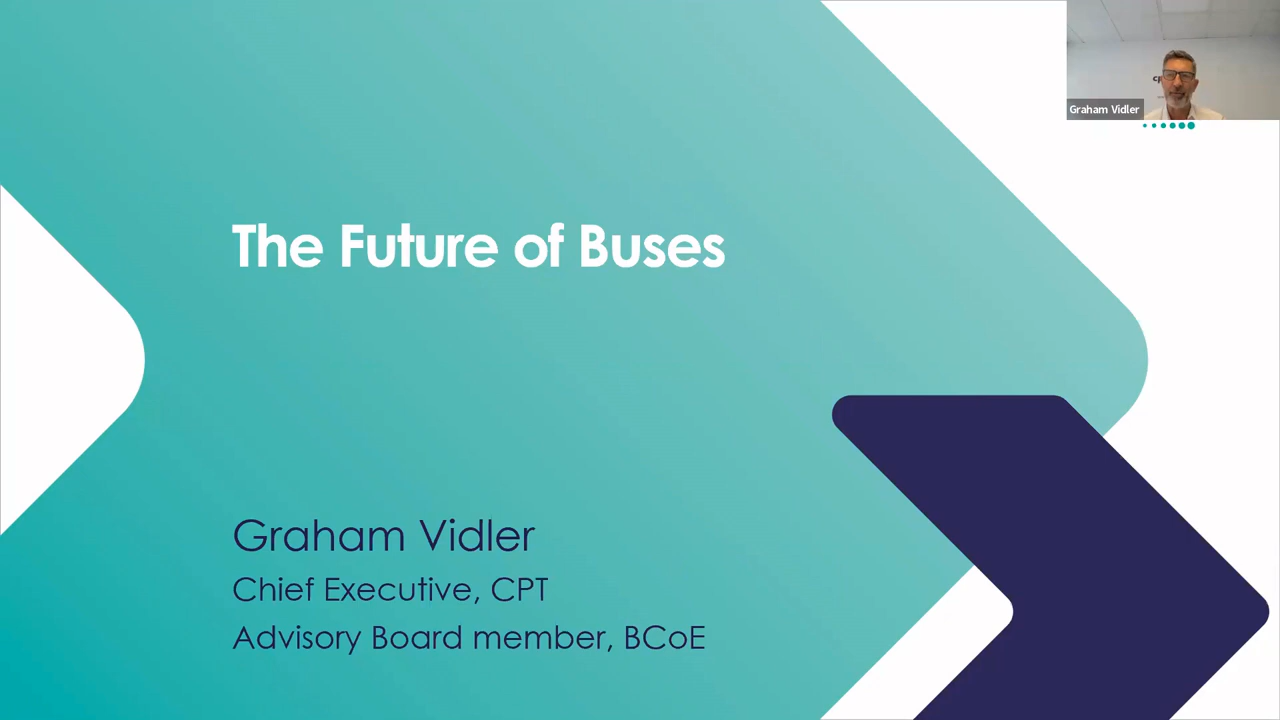 Graham Vidler
The Future of Buses
Graham Vidler
Chief Executive, CPT
Advisory Board member, BCoE